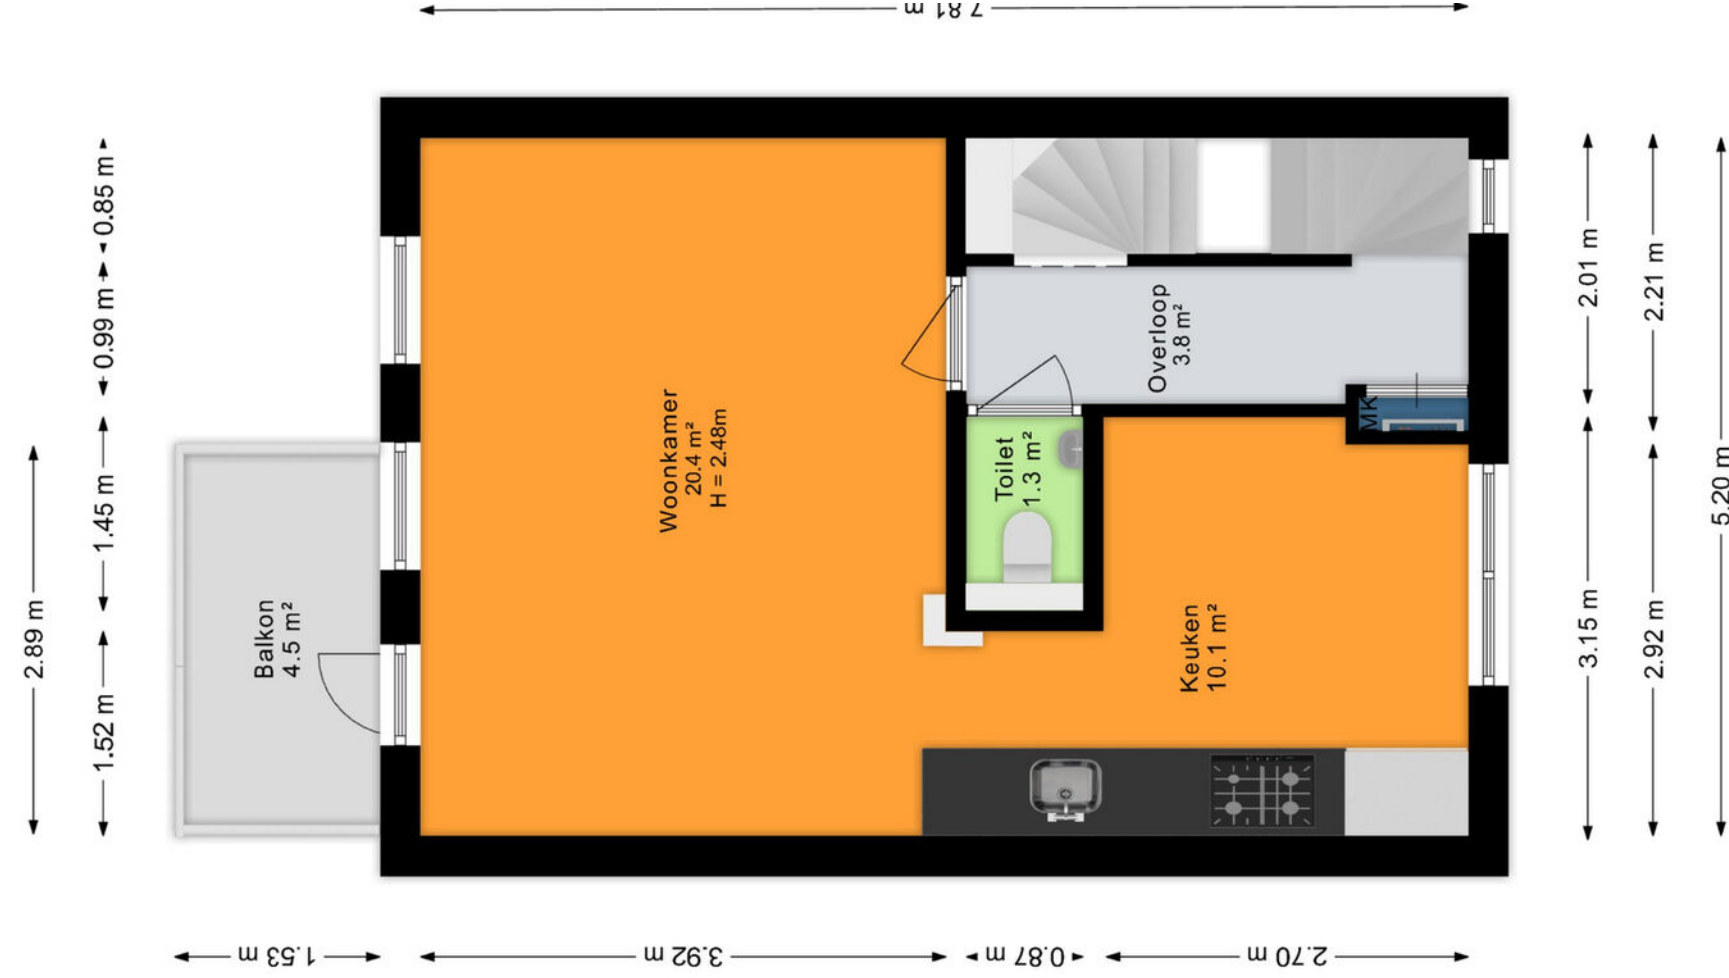 7.81 m
0.85 m
0.99 m
1.45 m
1.52 m
2.89 m
Balkon
4.5 m²
Woonkamer
20.4 m²
H = 2.48m
Overloop
3.8 m²
MK
Toilet
1.3 m²
Keuken
10.1 m²
2.01 m
2.21 m
3.15 m
2.92 m
5.20 m
1.53 m
3.92 m
0.87 m
2.70 m